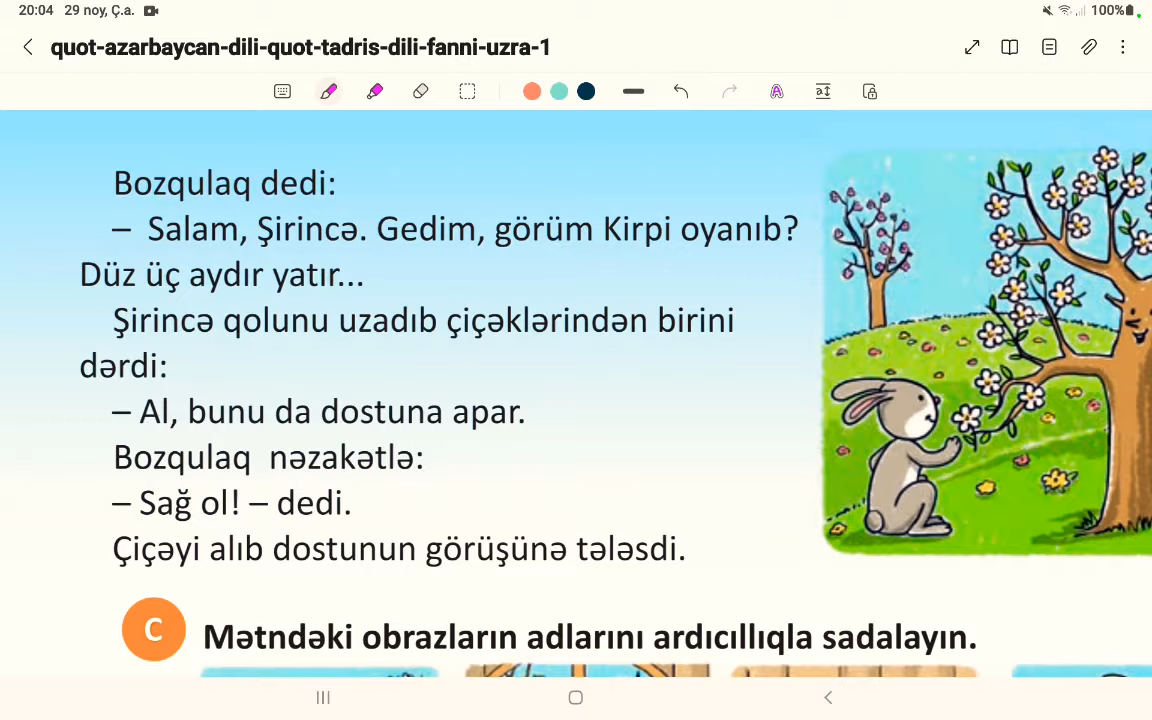 20:04 29 noy, Ç.a. 100%
quot-azarbaycan-dili-quot-tadris-dili-fanni-uzra-1
Bozqulaq dedi:
– Salam, Şirincə. Gedim, görüm Kirpi oyanıb?
Düz üç aydır yatır...
Şirincə qolunu uzadıb çiçəklərindən birini
dərdi:
– Al, bunu da dostuna apar.
Bozqulaq nəzakətlə:
– Sağ ol! – dedi.
Çiçəyi alıb dostunun görüşünə tələsdi.
C Mətndəki obrazların adlarını ardıcıllıqla sadalayın.